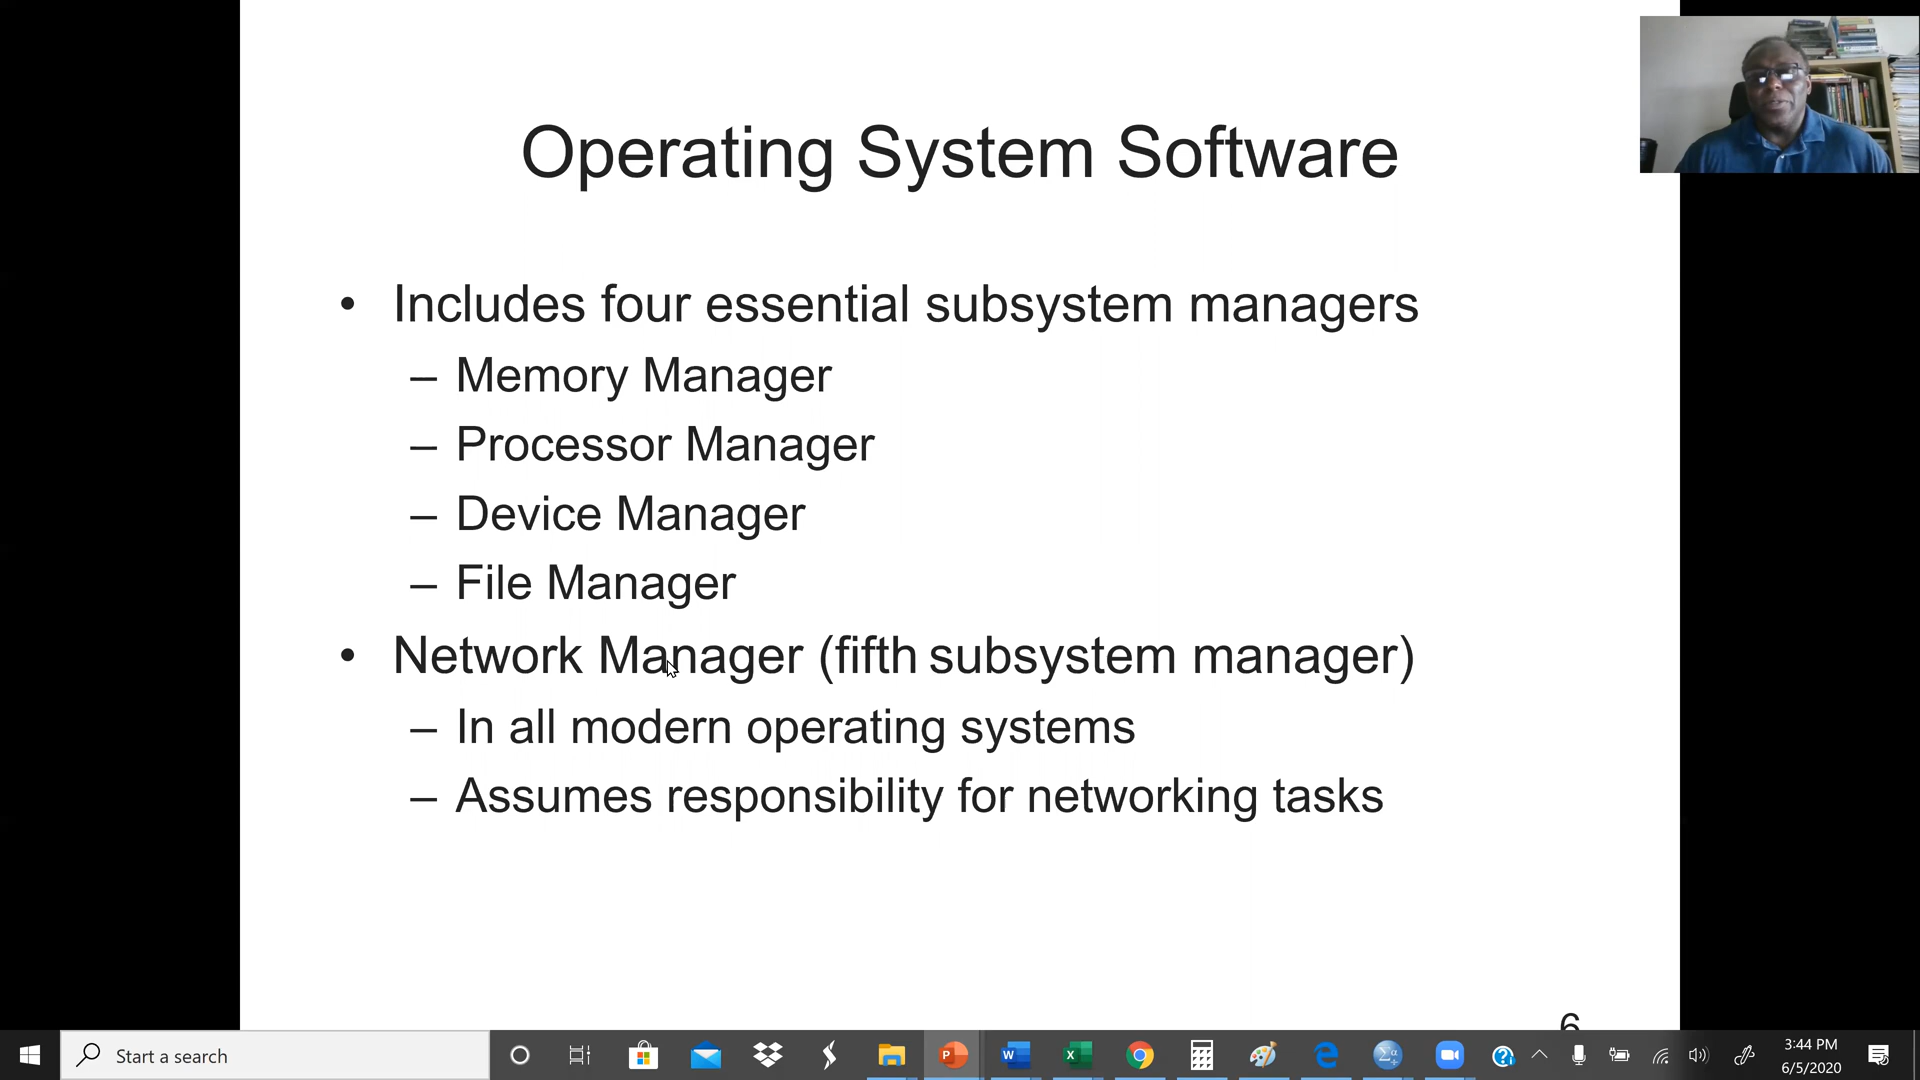 Operating System Software
• Includes four essential subsystem managers
– Memory Manager
– Processor Manager
– Device Manager
– File Manager
• Network Manager (fifth subsystem manager)
– In all modern operating systems
– Assumes responsibility for networking tasks
6
Start a search
3:44 PM
6/5/2020